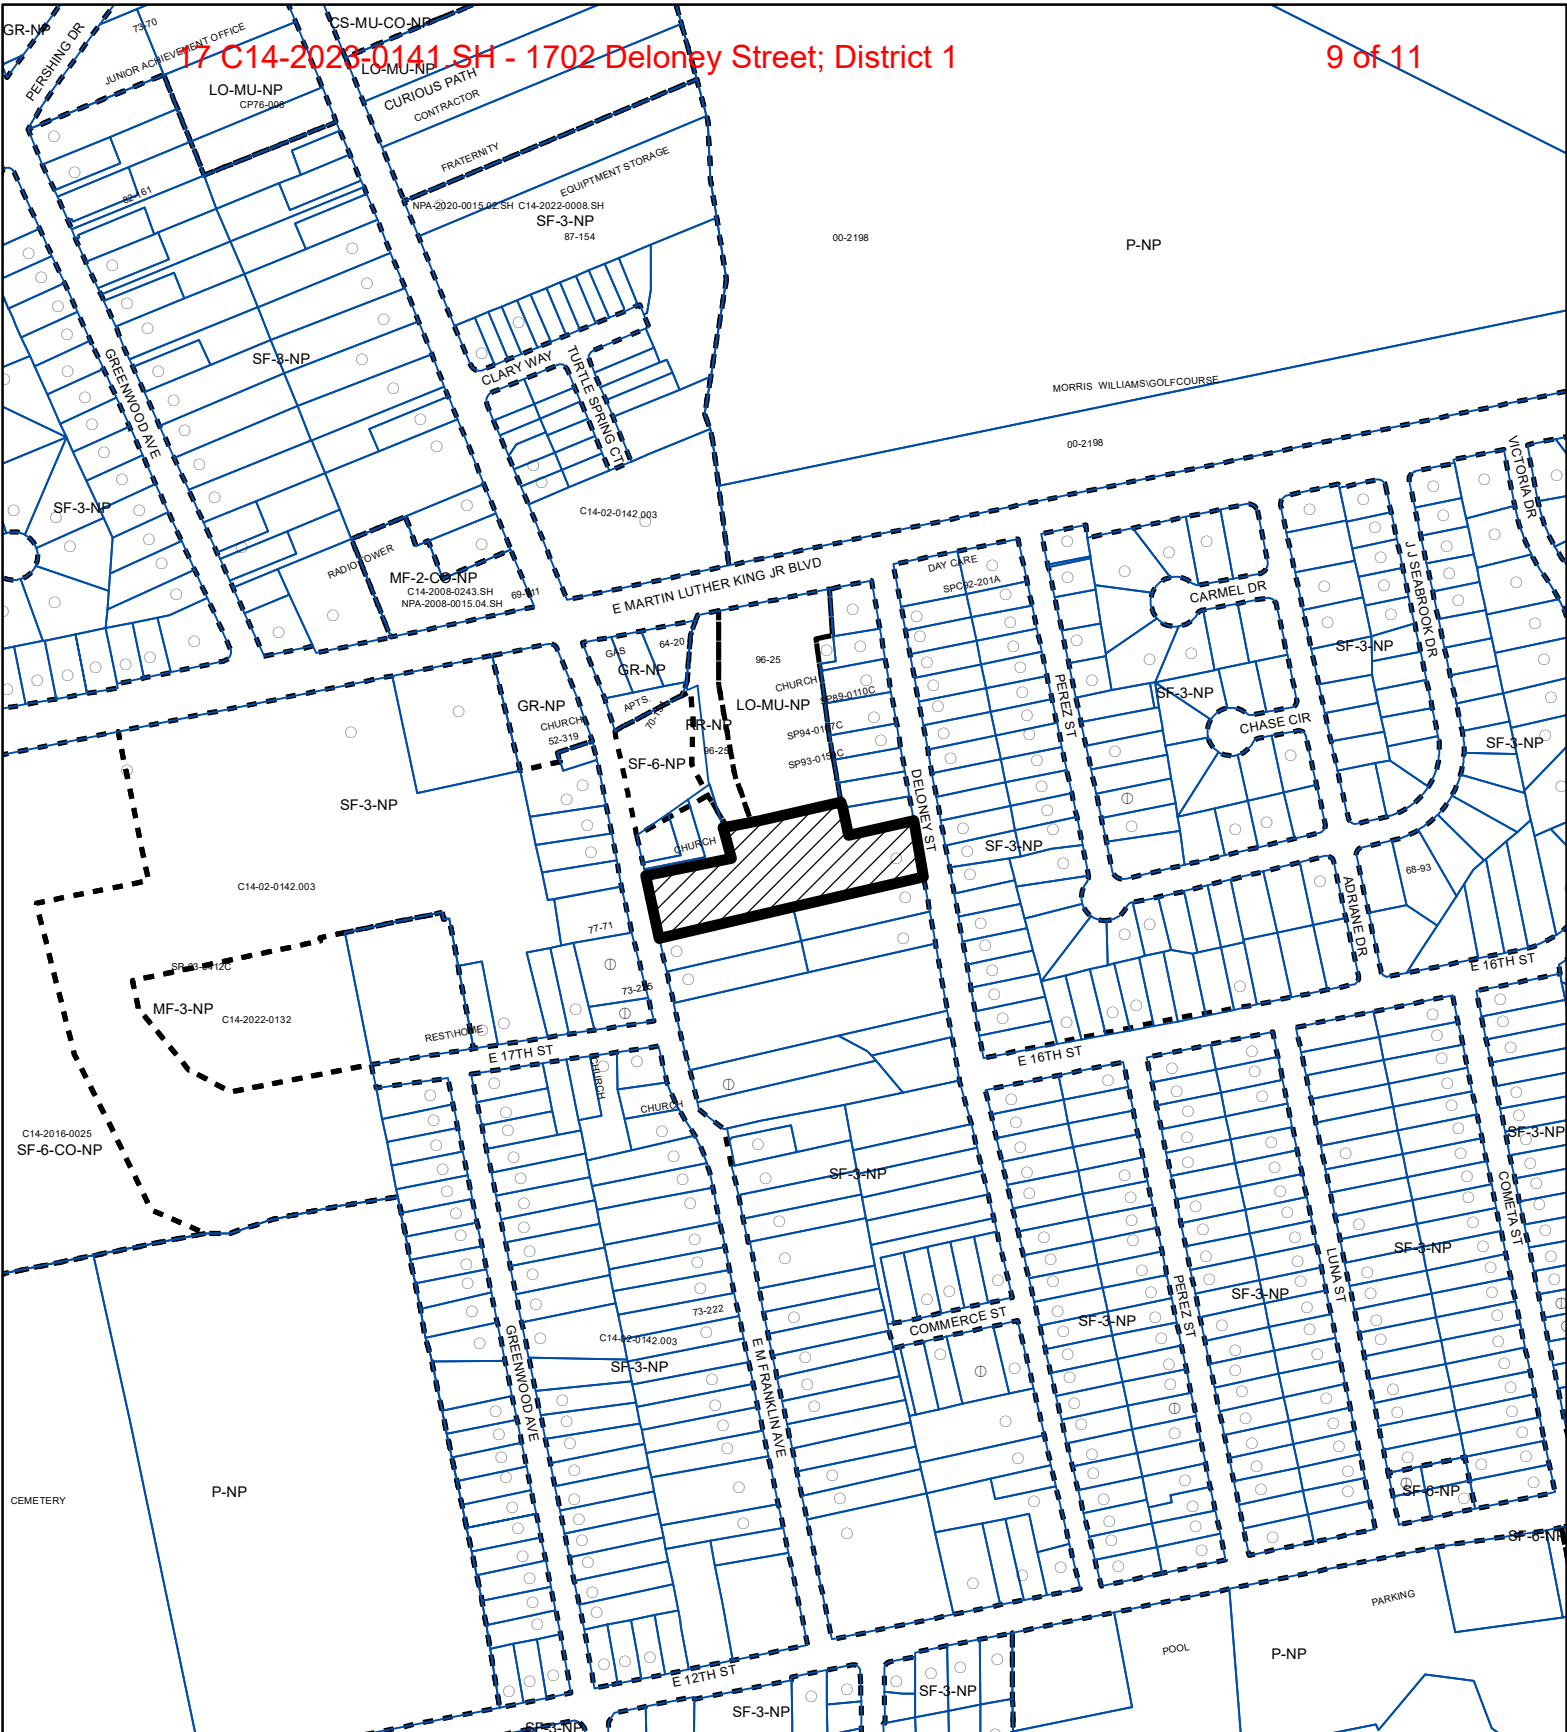 17 C14-2023-0141.SH - 1702 Deloney Street; District 1
9 of 11
GR-NP
PERSHING DR
73-70
JUNIOR ACHIEVEMENT OFFICE
LO-MU-NP
CS-MU-CO-NP
LO-MU-NP
CURIOUS PATH
CONTRACTOR
FRATERNITY
EQUIPTMENT STORAGE
NPA-2020-0015.02.SH C14-2022-0008.SH
SF-3-NP
87-154
00-2198
P-NP
82-161
SF-3-NP
GREENWOOD AVE
CLARY WAY
TURTLE SPRING CT
MORRIS WILLIAMS\GOLFCOURSE
00-2198
VICTORIA DR
SF-3-NP
C14-02-0142.003
RADIO TOWER
MF-2-CO-NP
C14-2008-0243.SH
NPA-2008-0015.04.SH
E MARTIN LUTHER KING JR BLVD
DAY CARE
SPC92-201A
CARMEL DR
J J SEABROOK DR
GAS
64-20
GR-NP
96-25
CHURCH
LO-MU-NP
SP89-0110C
PEREZ ST
SF-3-NP
SF-3-NP
GR-NP
CHURCH
52-319
APTS.
RR-NP
96-25
CHASE CIR
SF-3-NP
SF-6-NP
SF-3-NP
DELONEY ST
CHURCH
SF-3-NP
68-93
ADRIANE DR
C14-02-0142.003
77-71
E 16TH ST
MF-3-NP
C14-2022-0132
REST\HOME
E 17TH ST
E 16TH ST
CHURCH
CHURCH
C14-2016-0025
SF-6-CO-NP
SF-3-NP
SF-3-NP
COMETA ST
SF-3-NP
LUNA ST
SF-3-NP
PEREZ ST
SF-3-NP
COMMERCE ST
73-222
C14-02-0142.003
SF-3-NP
GREENWOOD AVE
E M FRANKLIN AVE
CEMETERY
P-NP
SF-6-NP
SF-6-NP
PARKING
POOL
P-NP
E 12TH ST
SF-3-NP
SF-3-NP
SF-3-NP